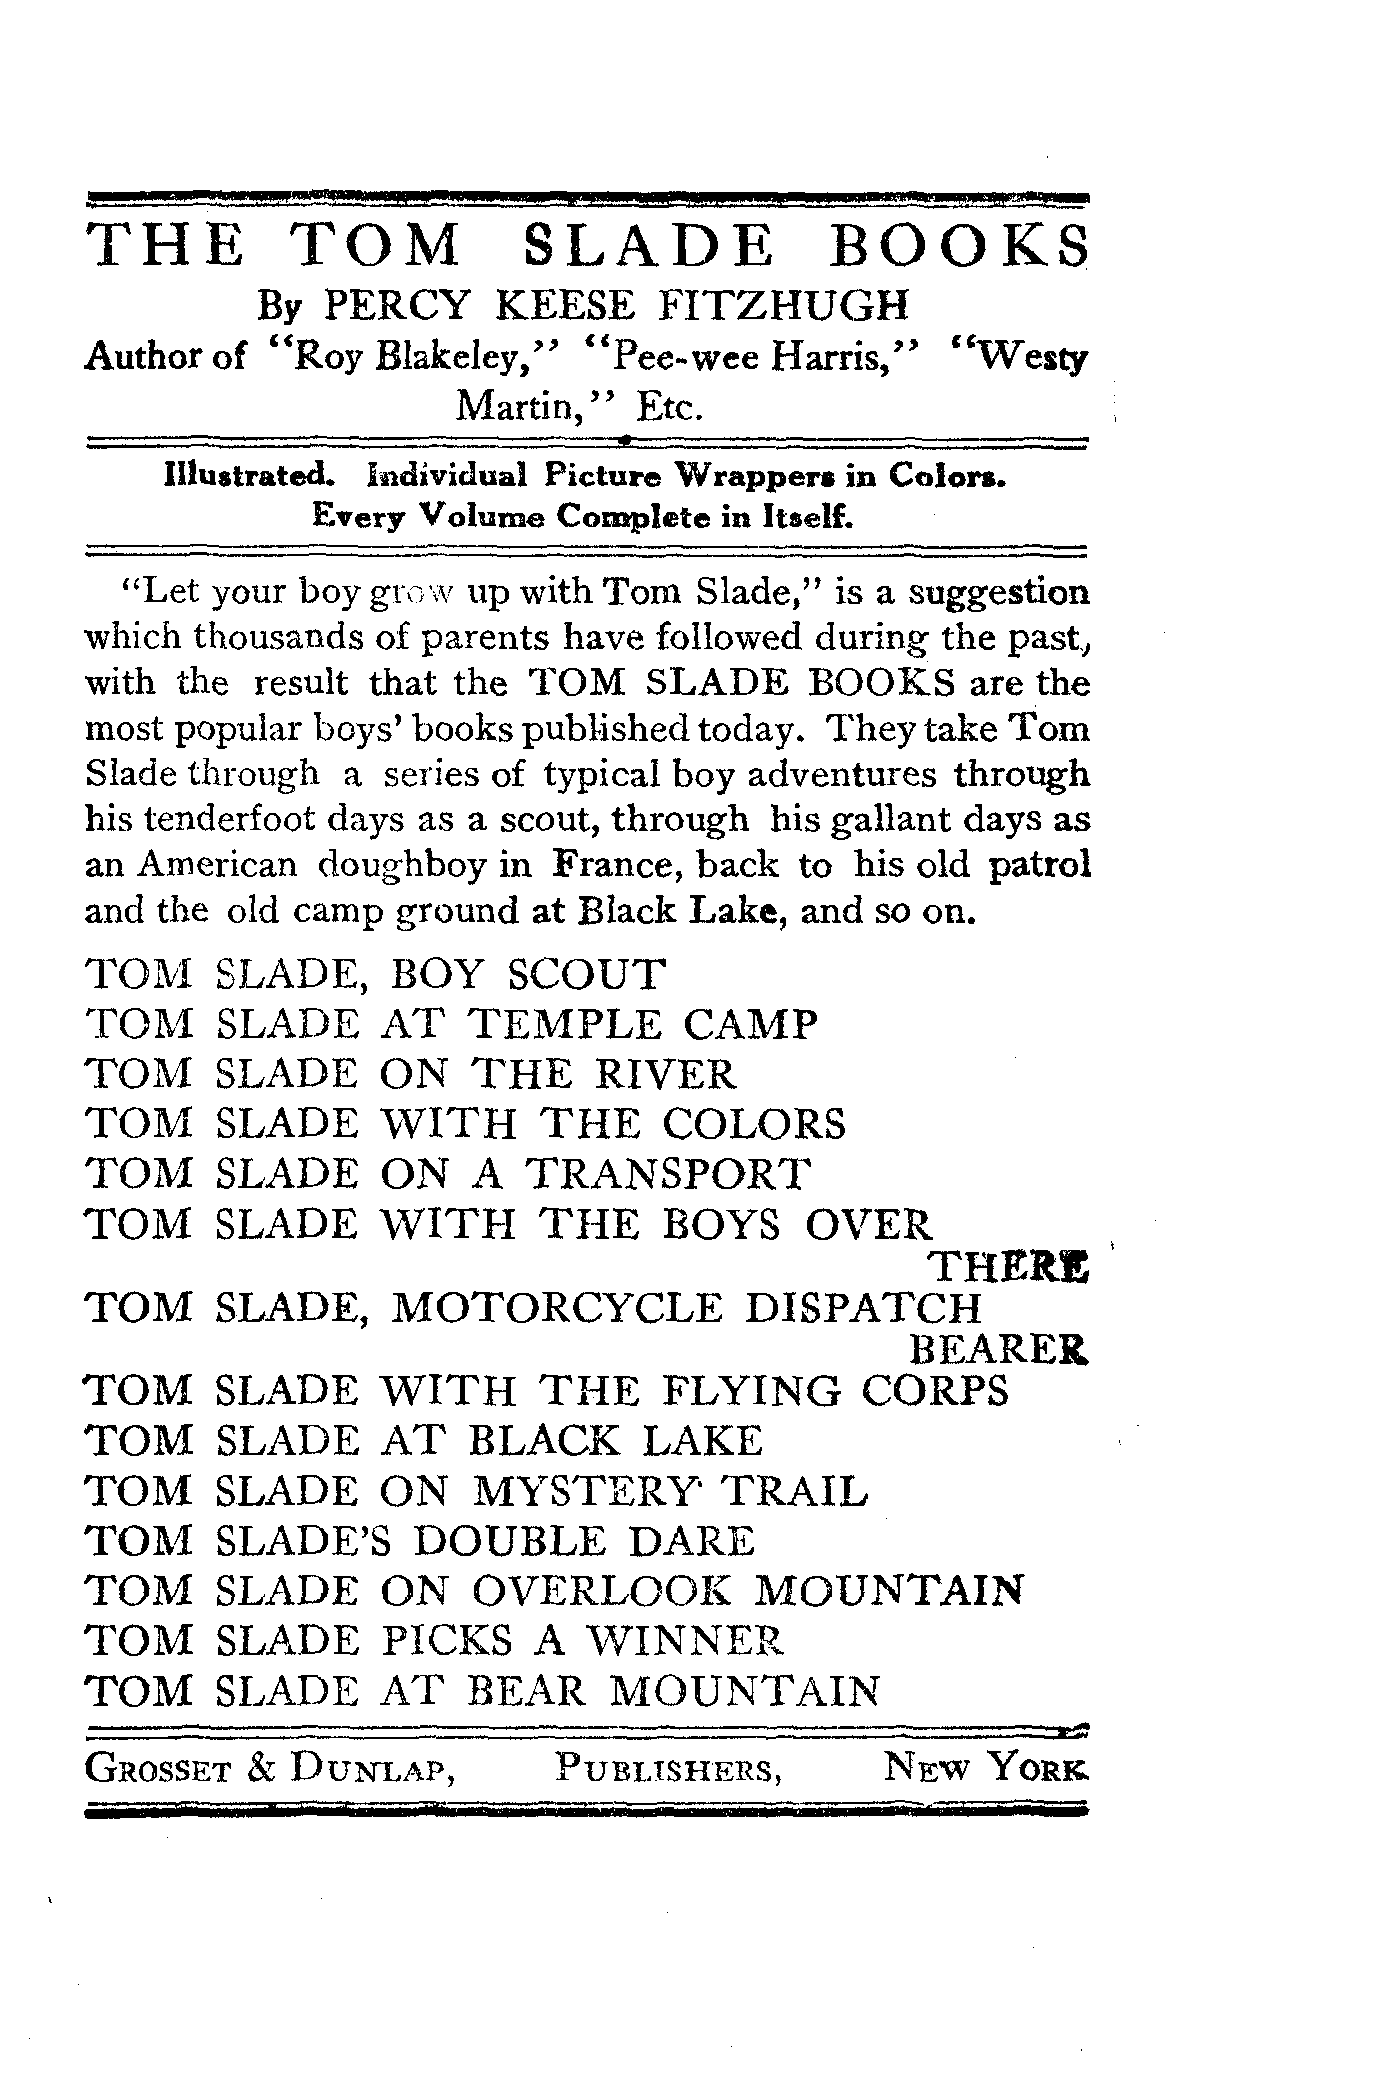 THE TOM SLADE BOOKS
By PERCY KEESE FITZHUGH
Author of "Roy Blakeley," "Pee-wee Harris," "Westy
Martin," Etc.
Illustrated. Individual Picture Wrappers in Colors.
Every Volume Complete in Itself.
"Let your boy grow up with Tom Slade," is a suggestion
which thousands of parents have followed during the past,
with the result that the TOM SLADE BOOKS are the
most popular boys' books published today. They take Tom
Slade through a series of typical boy adventures through
his tenderfoot days as a scout, through his gallant days as
an American doughboy in France, back to his old patrol
and the old camp ground at Black Lake, and so on.
TOM SLADE, BOY SCOUT
TOM SLADE AT TEMPLE CAMP
TOM SLADE ON THE RIVER
TOM SLADE WITH THE COLORS
TOM SLADE ON A TRANSPORT
TOM SLADE WITH THE BOYS OVER
THERE
TOM SLADE, MOTORCYCLE DISPATCH
BEARER
TOM SLADE WITH THE FLYING CORPS
TOM SLADE AT BLACK LAKE
TOM SLADE ON MYSTERY TRAIL
TOM SLADE'S DOUBLE DARE
TOM SLADE ON OVERLOOK MOUNTAIN
TOM SLADE PICKS A WINNER
TOM SLADE AT BEAR MOUNTAIN
GROSSET & DUNLAP, PUBLISHERS, NEW YORK